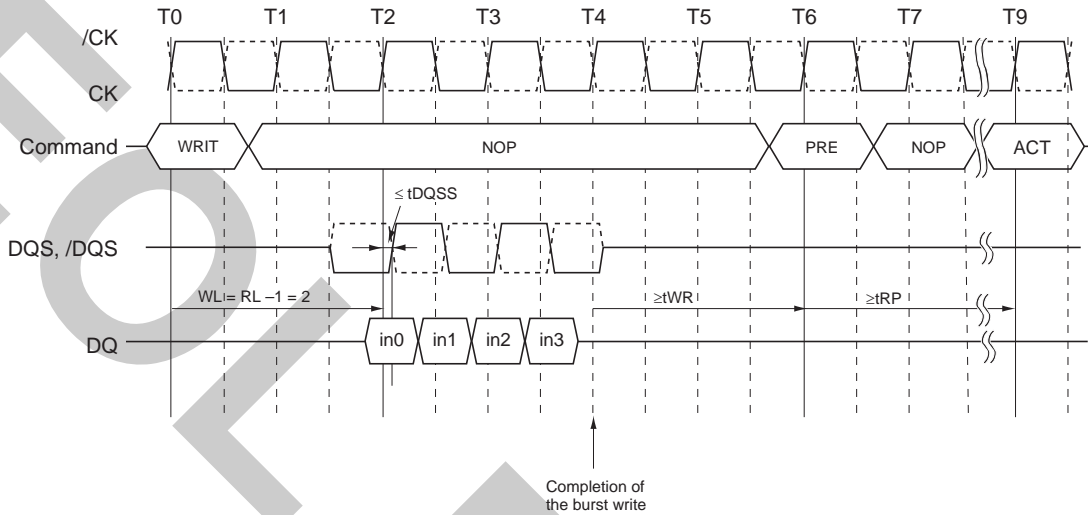 T0 T1 T2 T3 T4 T5 T6 T7 T9
/CK
CK
Command WRIT NOP PRE NOP ACT
≤ tDQSS
DQS, /DQS
WL = RL –1 = 2 ≥tWR ≥tRP
DQ in0 in1 in2 in3
Completion of
the burst write